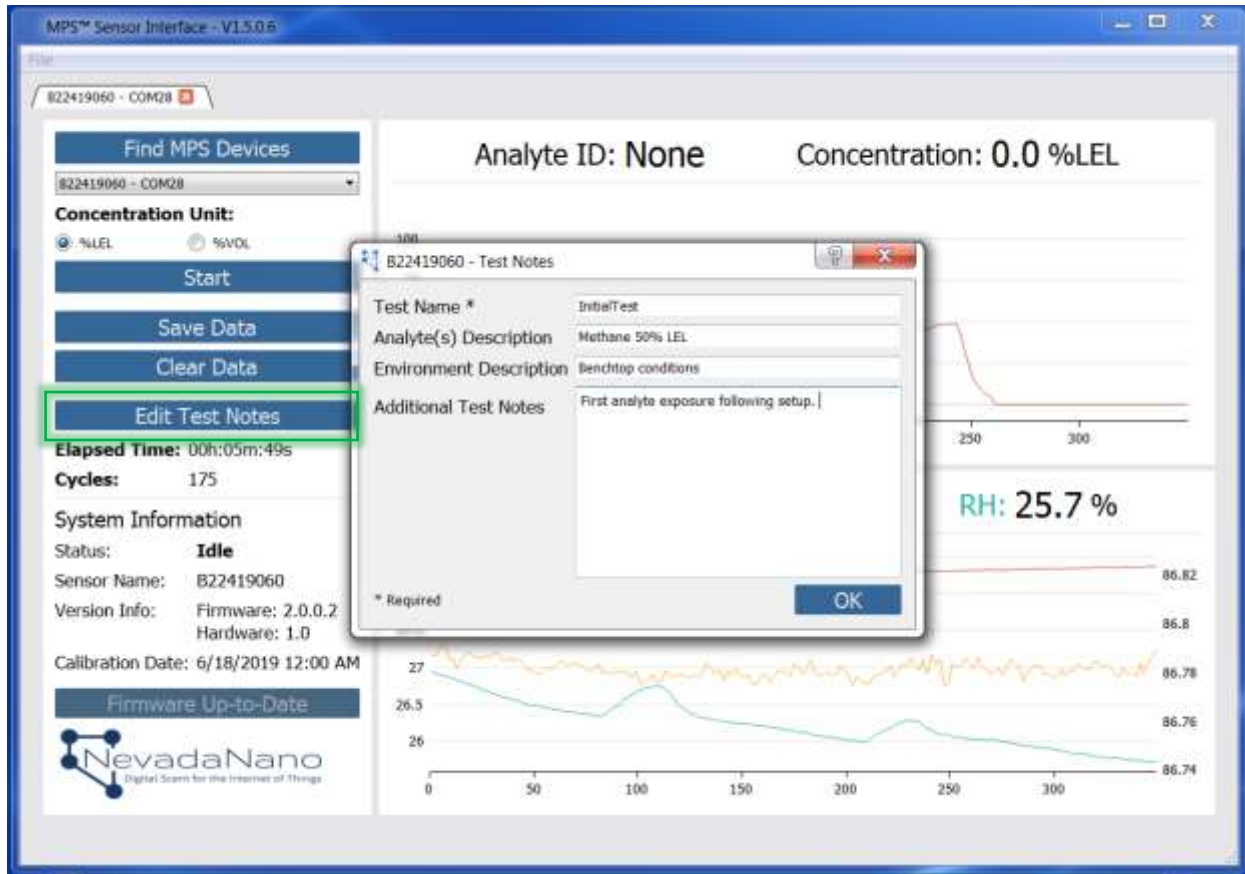 MPS™ Sensor Interface - V1.5.0.6
File
B22419060 - COM28
Find MPS Devices
B22419060 - COM28
Concentration Unit:
%LEL %VOL
Start
Save Data
Clear Data
Edit Test Notes
Elapsed Time: 00h:05m:49s
Cycles: 175
System Information
Status: Idle
Sensor Name: B22419060
Version Info: Firmware: 2.0.0.2
Hardware: 1.0
Calibration Date: 6/18/2019 12:00 AM
Firmware Up-to-Date
NevadaNano
Digital Scent for the Internet of Things
Analyte ID: None Concentration: 0.0 %LEL
100
250 300
B22419060 - Test Notes
Test Name * InitialTest
Analyte(s) Description Methane 50% LEL
Environment Description Benchtop conditions
Additional Test Notes First analyte exposure following setup.
* Required OK
RH: 25.7 %
86.82
86.8
27 86.78
26.5
86.76
26
86.74
0 50 100 150 200 250 300